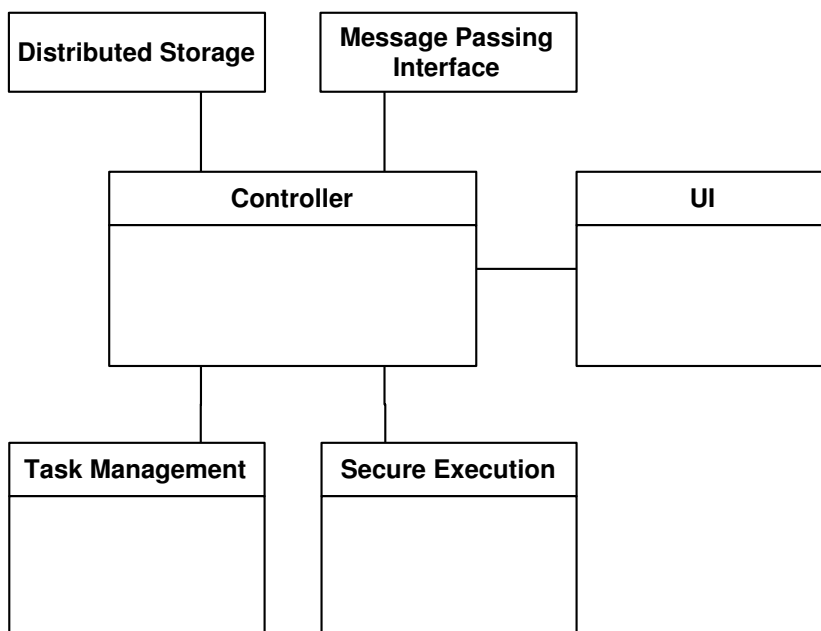 Distributed Storage
Message Passing
Interface
Controller
UI
Task Management
Secure Execution